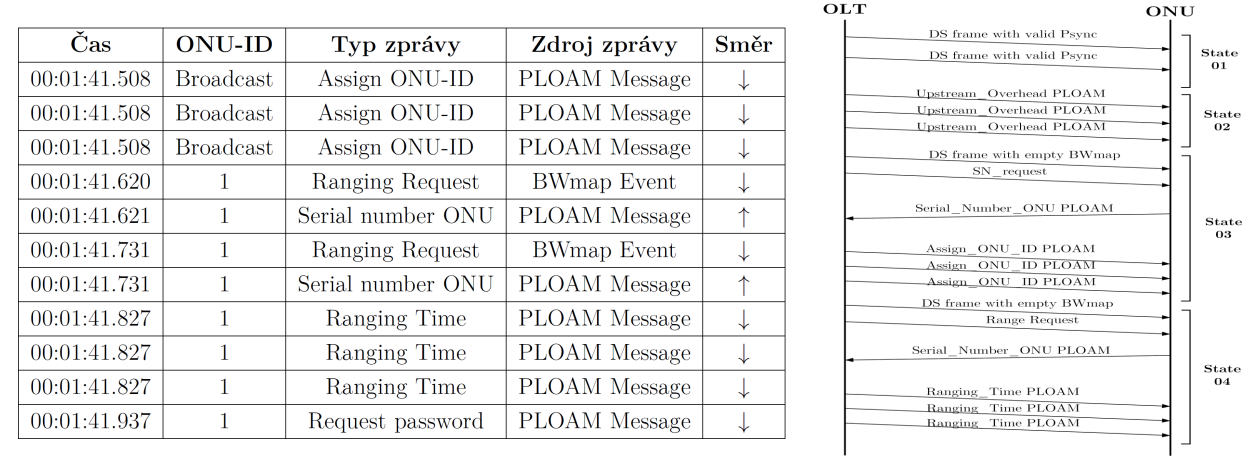 Čas ONU-ID Typ zprávy Zdroj zprávy Směr
00:01:41.508 Broadcast Assign ONU-ID PLOAM Message ↓
00:01:41.508 Broadcast Assign ONU-ID PLOAM Message ↓
00:01:41.508 Broadcast Assign ONU-ID PLOAM Message ↓
00:01:41.620 1 Ranging Request BWmap Event ↓
00:01:41.621 1 Serial number ONU PLOAM Message ↑
00:01:41.731 1 Ranging Request BWmap Event ↓
00:01:41.731 1 Serial number ONU PLOAM Message ↑
00:01:41.827 1 Ranging Time PLOAM Message ↓
00:01:41.827 1 Ranging Time PLOAM Message ↓
00:01:41.827 1 Ranging Time PLOAM Message ↓
00:01:41.937 1 Request password PLOAM Message ↓
OLT ONU
DS frame with valid Psync
DS frame with valid Psync
State
01
Upstream_Overhead PLOAM
Upstream_Overhead PLOAM
Upstream_Overhead PLOAM
State
02
DS frame with empty BWmap
SN_request
Serial_Number_ONU PLOAM
Assign_ONU_ID PLOAM
Assign_ONU_ID PLOAM
Assign_ONU_ID PLOAM
State
03
DS frame with empty BWmap
Range Request
Serial_Number_ONU PLOAM
Ranging_Time PLOAM
Ranging_Time PLOAM
Ranging_Time PLOAM
State
04